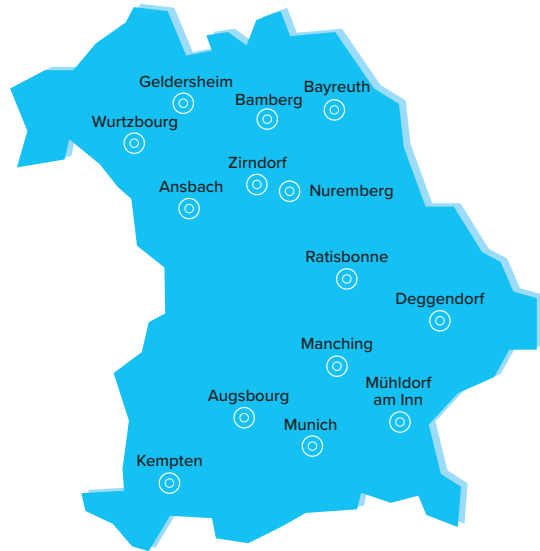 Geldersheim
Bayreuth
Bamberg
Wurtzbourg
Zirndorf
Ansbach
Nuremberg
Ratisbonne
Deggendorf
Manching
Mühldorf
am Inn
Augsbourg
Munich
Kempten